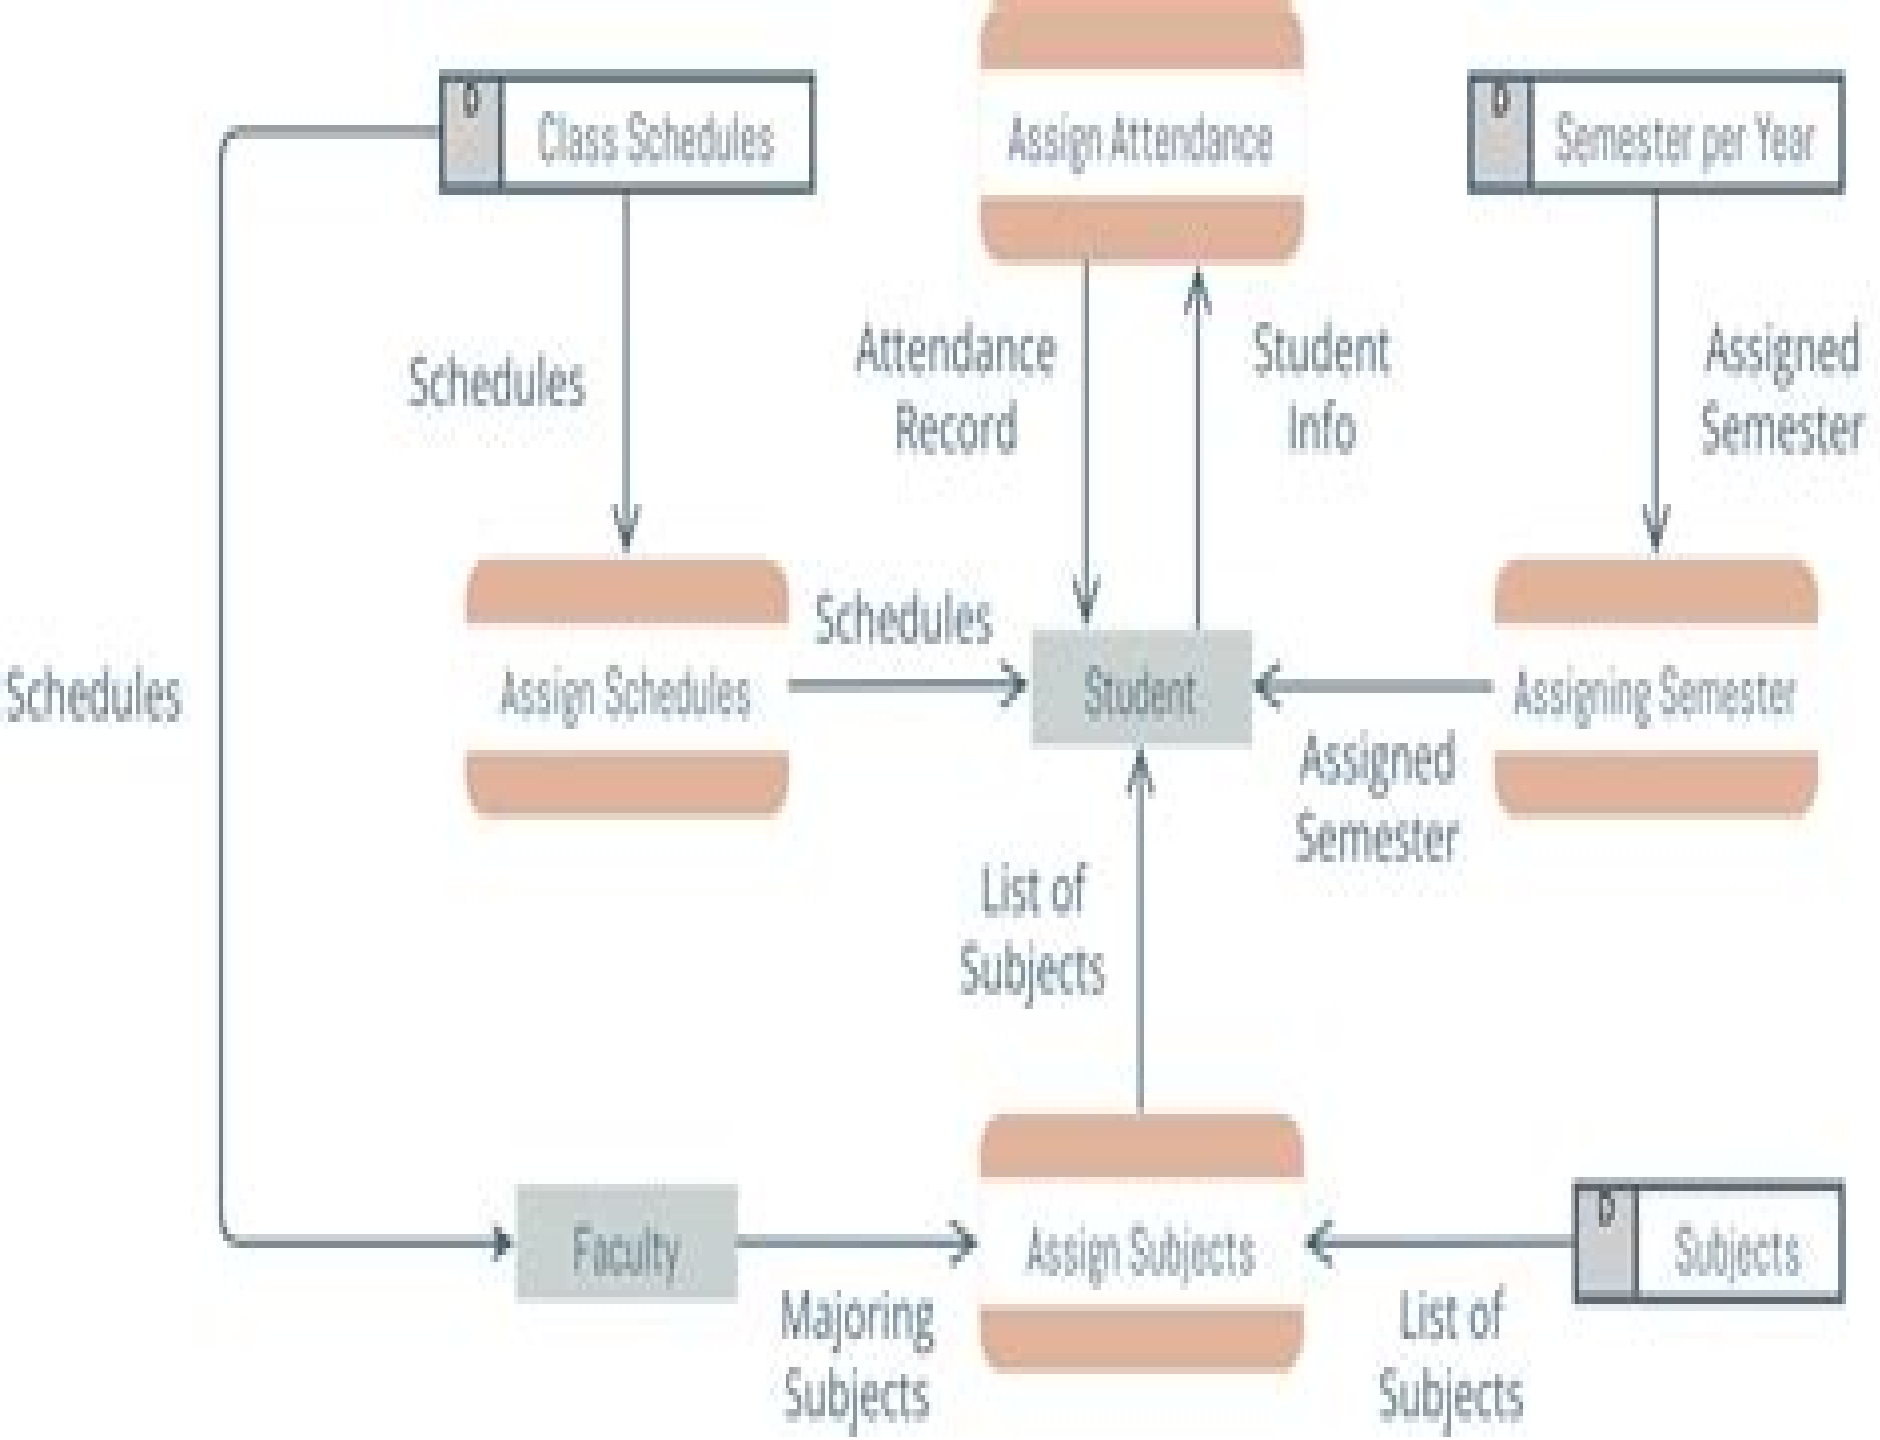 D
Class Schedules
Assign Attendance
D
Semester per Year
Schedules
Attendance
Record
Student
Info
Assigned
Semester
Schedules
Schedules
Assign Schedules
Student
Assigning Semester
Assigned
Semester
List of
Subjects
Faculty
Majoring
Subjects
Assign Subjects
List of
Subjects
D
Subjects